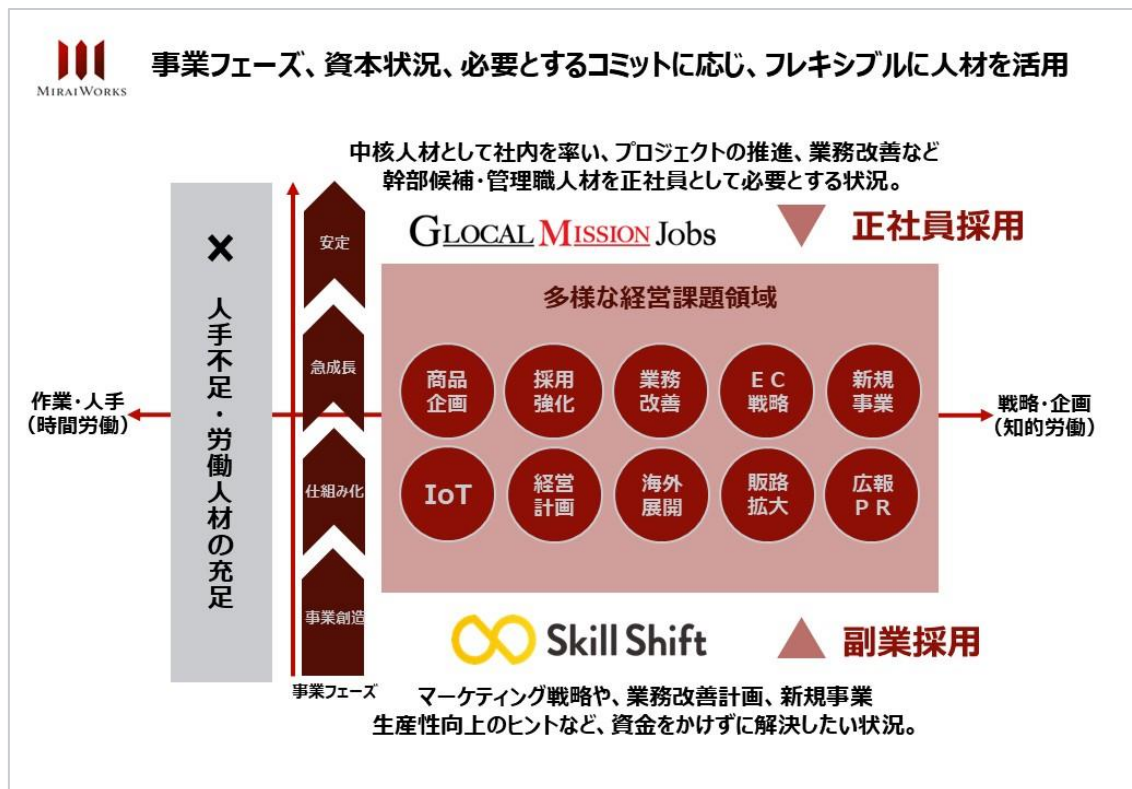 MIRAIWORKS
事業フェーズ、資本状況、必要とするコミットに応じ、フレキシブルに人材を活用
中核人材として社内を率い、プロジェクトの推進、業務改善など
幹部候補・管理職人材を正社員として必要とする状況。
GLOCAL MISSION JOBS
正社員採用
× 人手不足・労働人材の充足
安定
急成長
仕組み化
事業創造
事業フェーズ
作業・人手
（時間労働）
戦略・企画
（知的労働）
多様な経営課題領域
商品
企画
採用
強化
業務
改善
ＥＣ
戦略
新規
事業
IoT
経営
計画
海外
展開
販路
拡大
広報
ＰＲ
Skill Shift
副業採用
マーケティング戦略や、業務改善計画、新規事業
生産性向上のヒントなど、資金をかけずに解決したい状況。